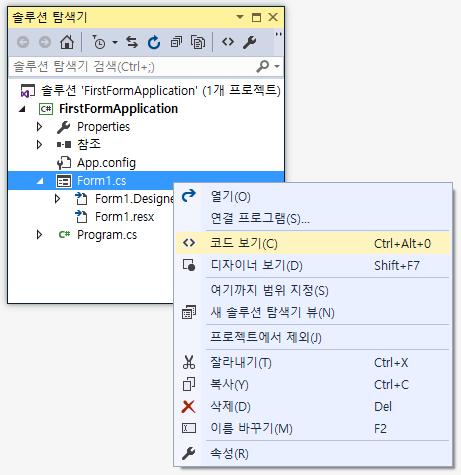 솔루션 탐색기
솔루션 탐색기 검색(Ctrl+;)
솔루션 'FirstFormApplication' (1개 프로젝트)
C# FirstFormApplication
Properties
참조
App.config
Form1.cs
Form1.Designe
Form1.resx
C# Program.cs
열기(O)
연결 프로그램(S)...
코드 보기(C) Ctrl+Alt+0
디자이너 보기(D) Shift+F7
여기까지 범위 지정(S)
새 솔루션 탐색기 뷰(N)
프로젝트에서 제외(J)
잘라내기(T) Ctrl+X
복사(Y) Ctrl+C
삭제(D) Del
이름 바꾸기(M) F2
속성(R)